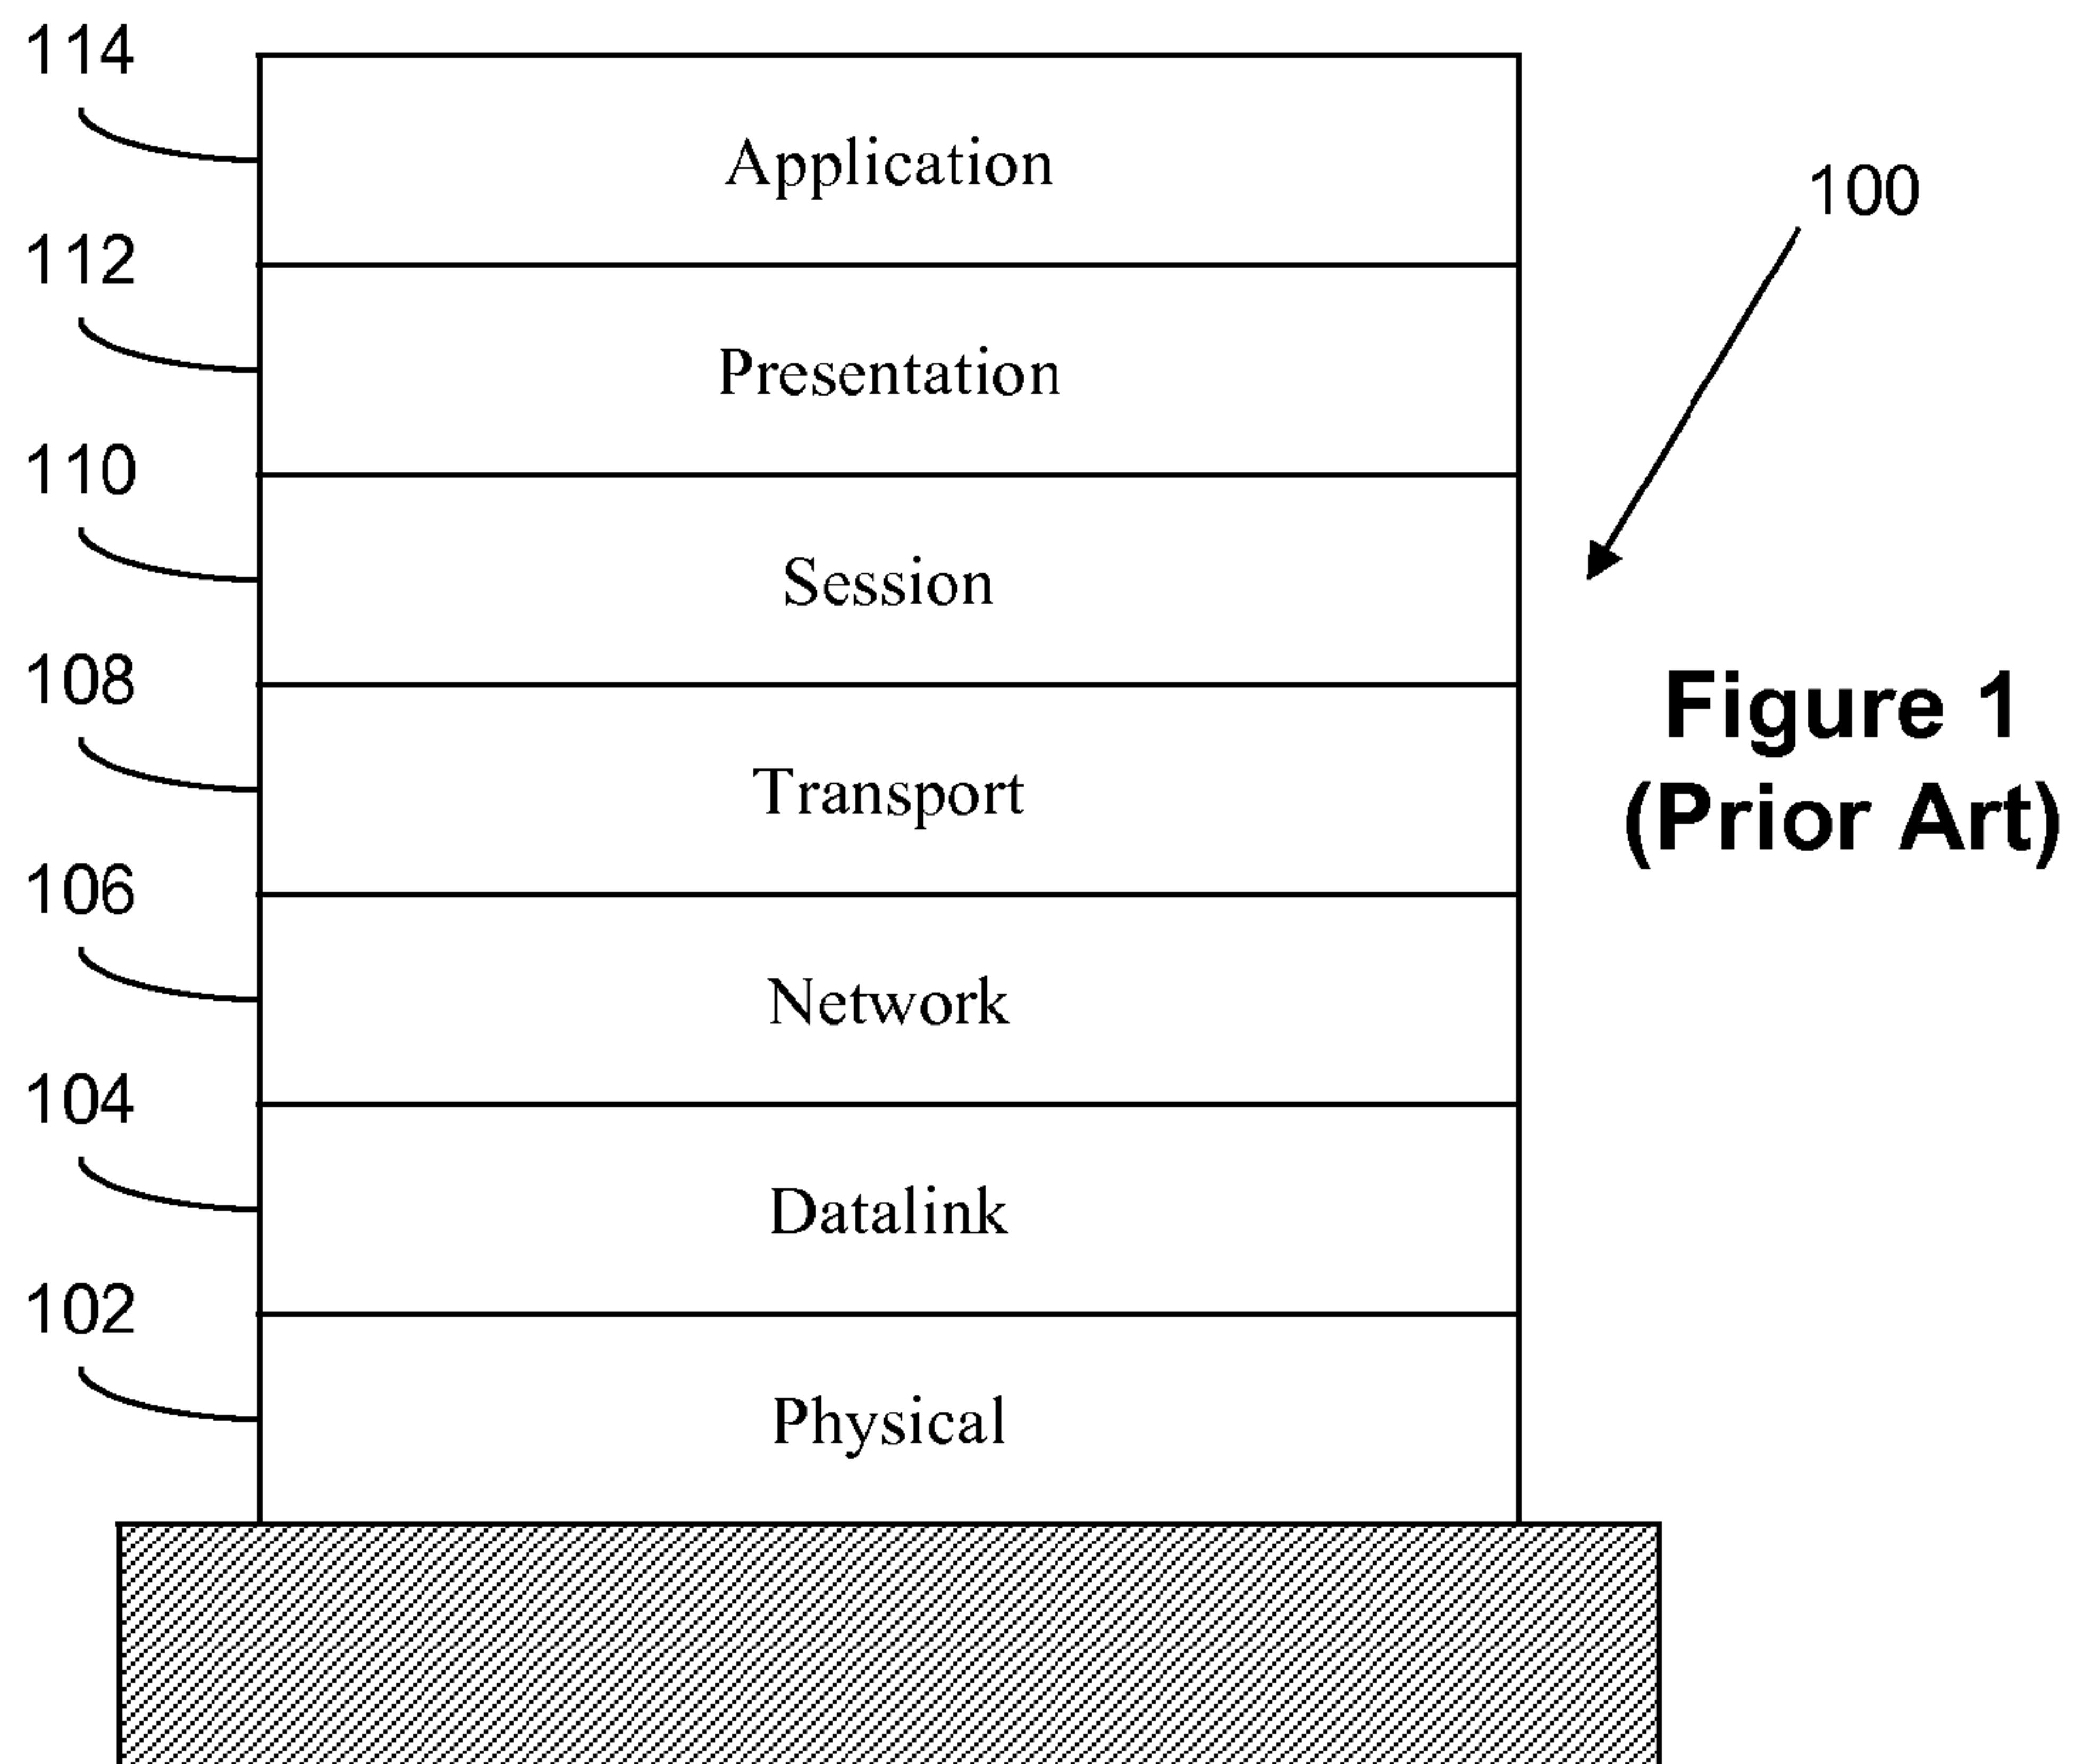 114
Application
100
112
Presentation
110
Session
108
Figure 1
(Prior Art)
Transport
106
Network
104
Datalink
102
Physical